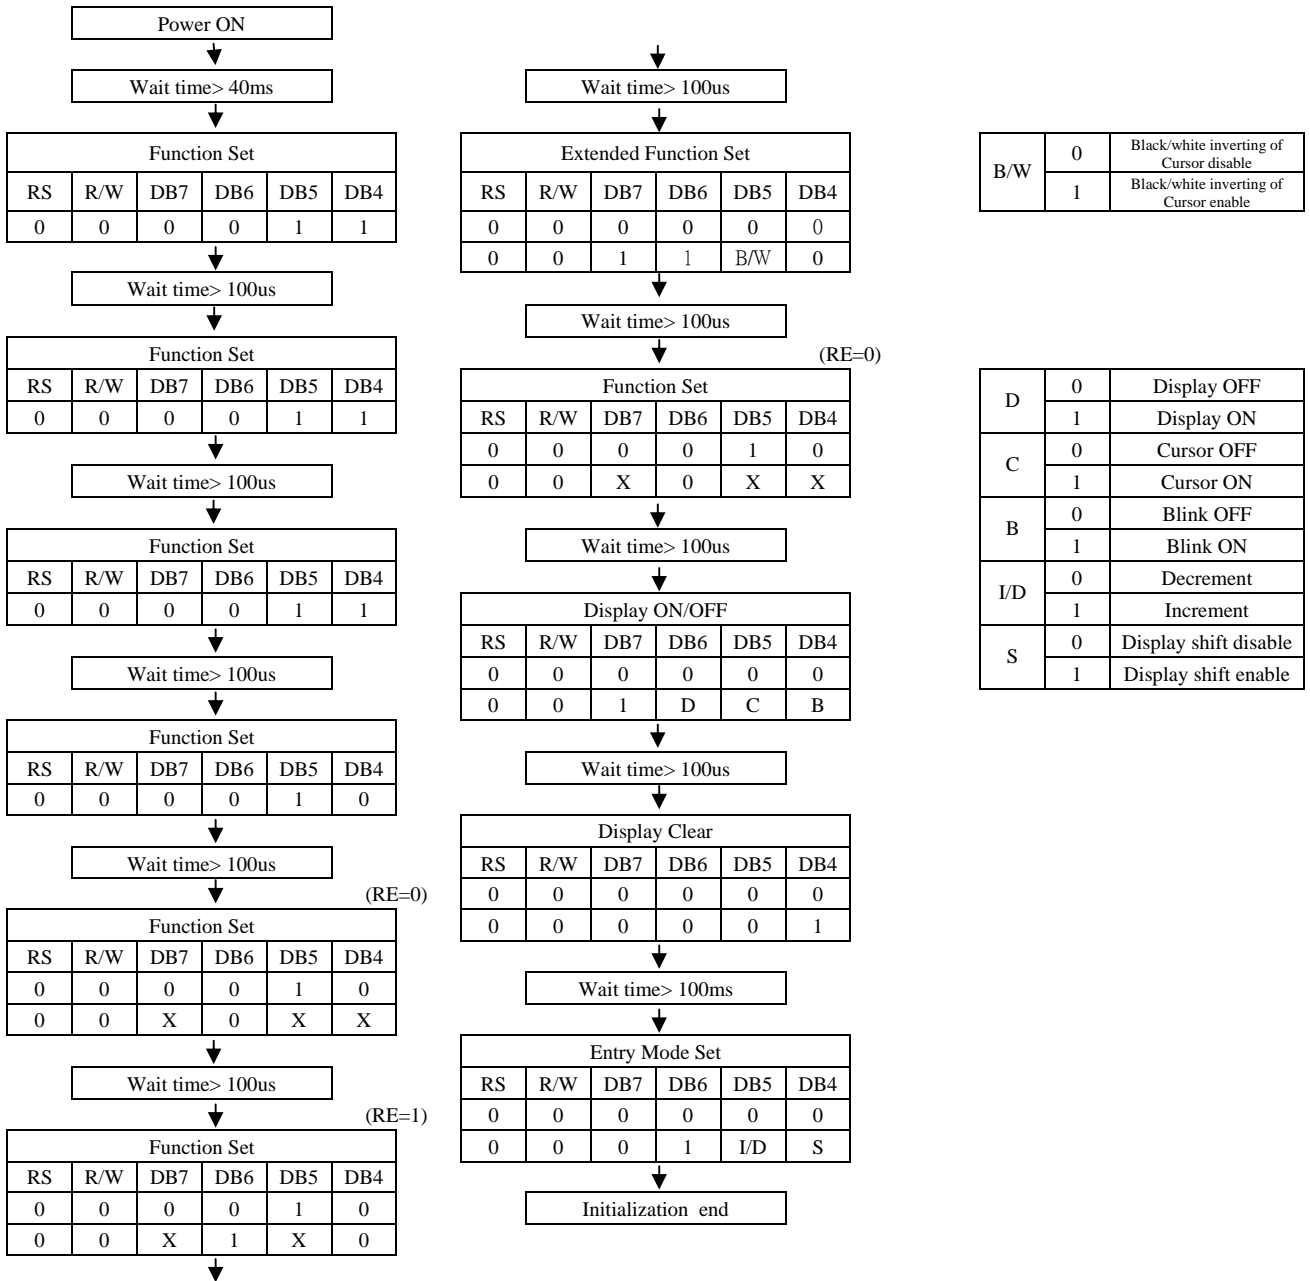 Power ON
Wait time> 40ms
Function Set
RS R/W DB7 DB6 DB5 DB4
0 0 0 0 1 1
Wait time> 100us
Function Set
RS R/W DB7 DB6 DB5 DB4
0 0 0 0 1 1
Wait time> 100us
Function Set
RS R/W DB7 DB6 DB5 DB4
0 0 0 0 1 1
Wait time> 100us
Function Set
RS R/W DB7 DB6 DB5 DB4
0 0 0 0 1 0
Wait time> 100us
(RE=0)
Function Set
RS R/W DB7 DB6 DB5 DB4
0 0 0 0 1 0
0 0 X 0 X X
Wait time> 100us
(RE=1)
Function Set
RS R/W DB7 DB6 DB5 DB4
0 0 0 0 1 0
0 0 X 1 X 0
Wait time> 100us
Extended Function Set
RS R/W DB7 DB6 DB5 DB4
0 0 0 0 0 0
0 0 1 1 B/W 0
Wait time> 100us
(RE=0)
Function Set
RS R/W DB7 DB6 DB5 DB4
0 0 0 0 1 0
0 0 X 0 X X
Wait time> 100us
Display ON/OFF
RS R/W DB7 DB6 DB5 DB4
0 0 0 0 0 0
0 0 1 D C B
Wait time> 100us
Display Clear
RS R/W DB7 DB6 DB5 DB4
0 0 0 0 0 0
0 0 0 0 0 1
Wait time> 100ms
Entry Mode Set
RS R/W DB7 DB6 DB5 DB4
0 0 0 0 0 0
0 0 0 1 I/D S
Initialization end
B/W
0 Black/white inverting of
Cursor disable
1 Black/white inverting of
Cursor enable
D
0 Display OFF
1 Display ON
C
0 Cursor OFF
1 Cursor ON
B
0 Blink OFF
1 Blink ON
I/D
0 Decrement
1 Increment
S
0 Display shift disable
1 Display shift enable